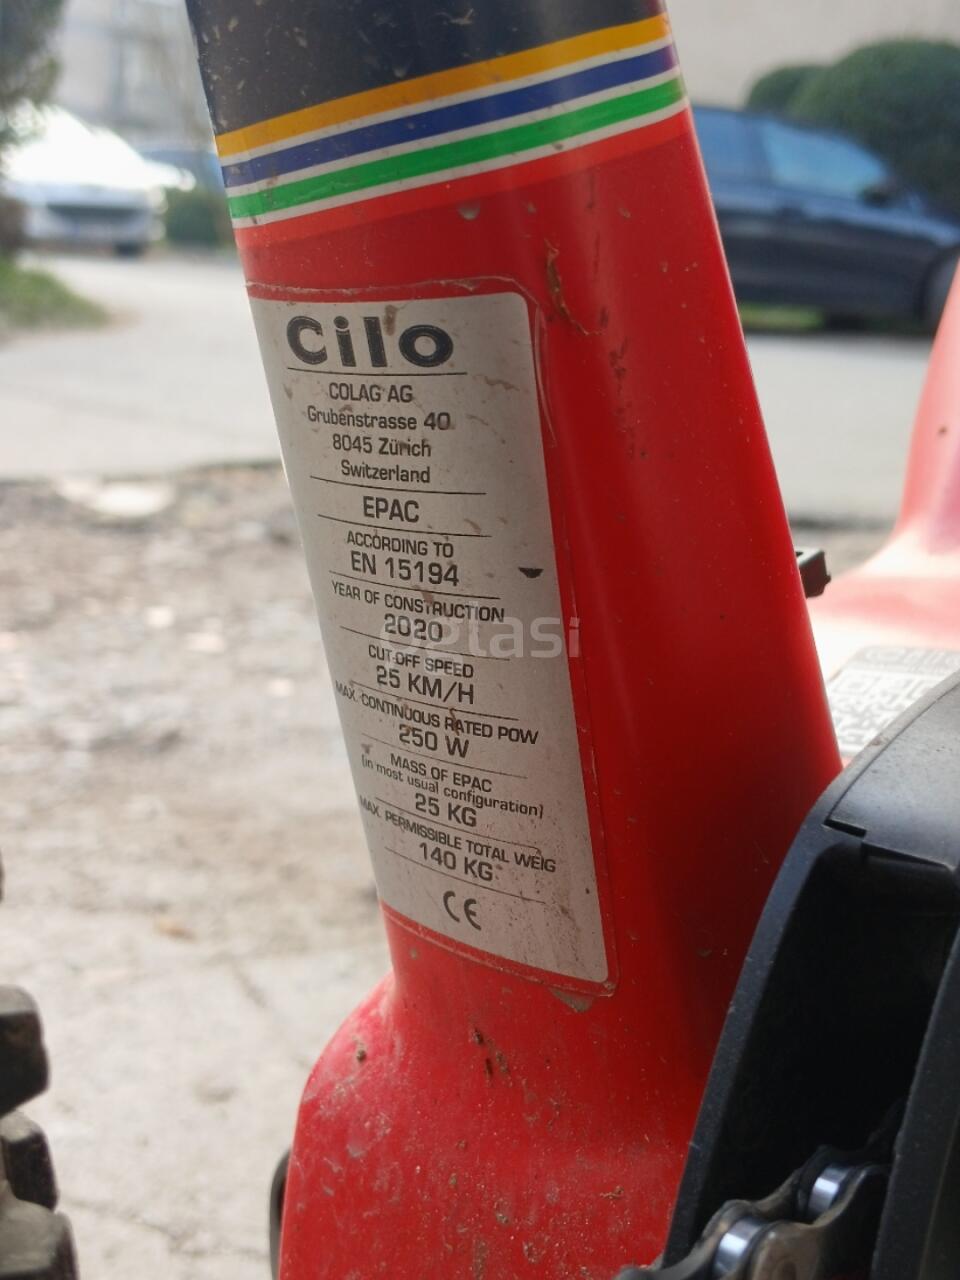 Cilo
COLAG AG
Grubenstrasse 40
8045 Zürich
Switzerland
EPAC
ACCORDING TO
EN 15194
YEAR OF CONSTRUCTION
2020
CUT-OFF SPEED
25 KM/H
MAX. CONTINUOUS RATED POW
250 W
MASS OF EPAC
(in most usual configuration)
25 KG
MAX. PERMISSIBLE TOTAL WEIG
140 KG
CE
oglasi